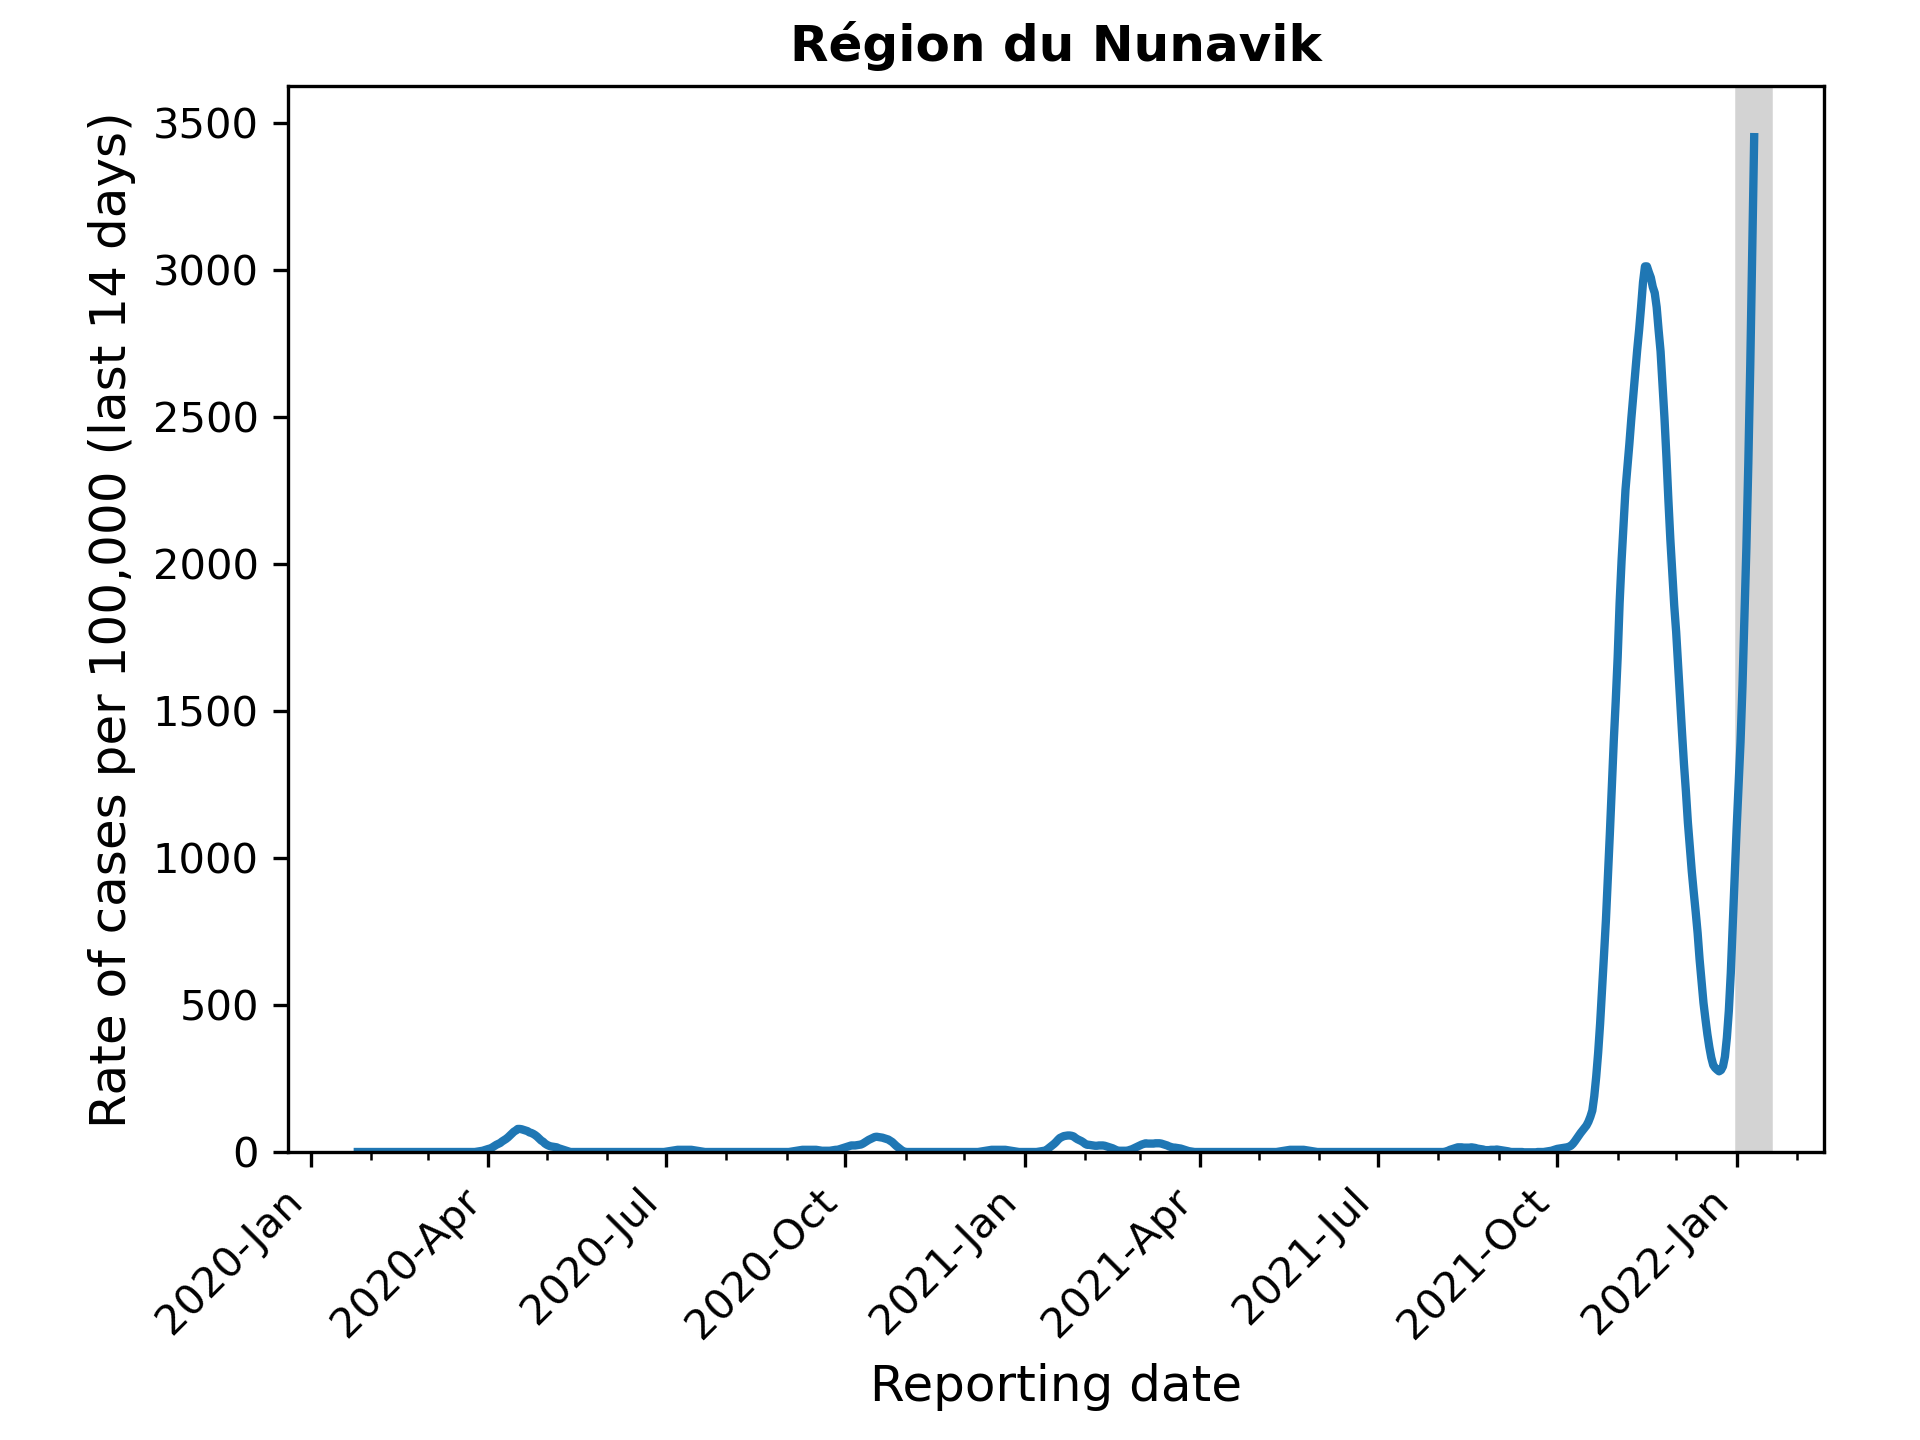 Région du Nunavik
Rate of cases per 100,000 (last 14 days)
3500
3000
2500
2000
1500
1000
500
0
2020-Jan
2020-Apr
2020-Jul
2020-Oct
2021-Jan
2021-Apr
2021-Jul
2021-Oct
2022-Jan
Reporting date